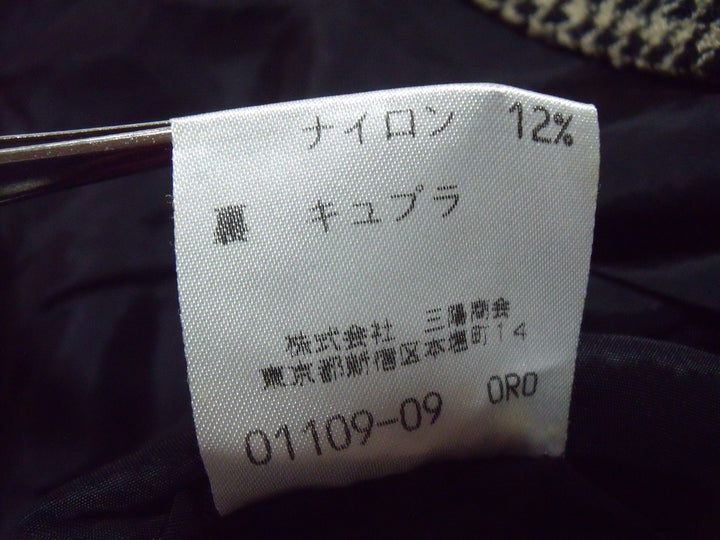 ナイロン 12%
裏 キュプラ
株式会社 三陽商会
東京都新宿区本塩町14
01109-09 ORO